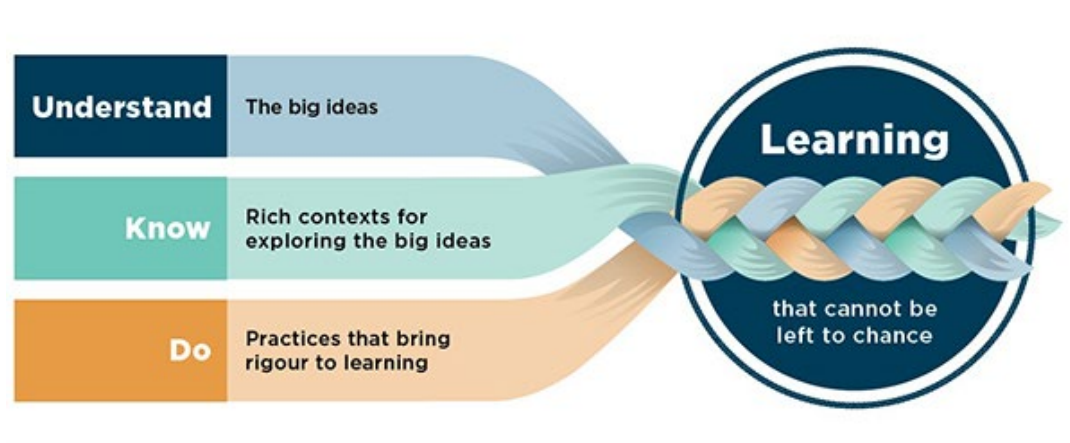 Understand
The big ideas
Know
Rich contexts for
exploring the big ideas
Do
Practices that bring
rigour to learning
Learning
that cannot be
left to chance